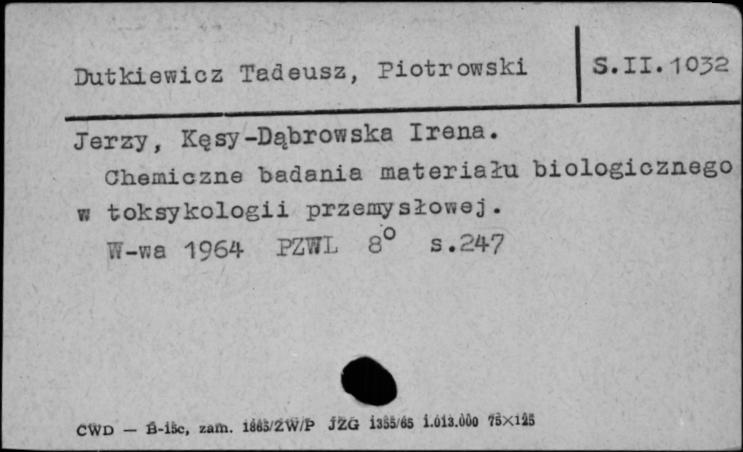 Dutkiewicz Tadeusz, Piotrowski
S.II.1032
Jerzy, Kęsy-Dąbrowska Irena.
Chemiczne badania materiału biologicznego
w toksykologii przemysłowej.
W-wa 1964 PZWL 8° s.247
CWD — B-15c, zam. 1865/ZW/P JZG 1355/65 1.013.000 75×125